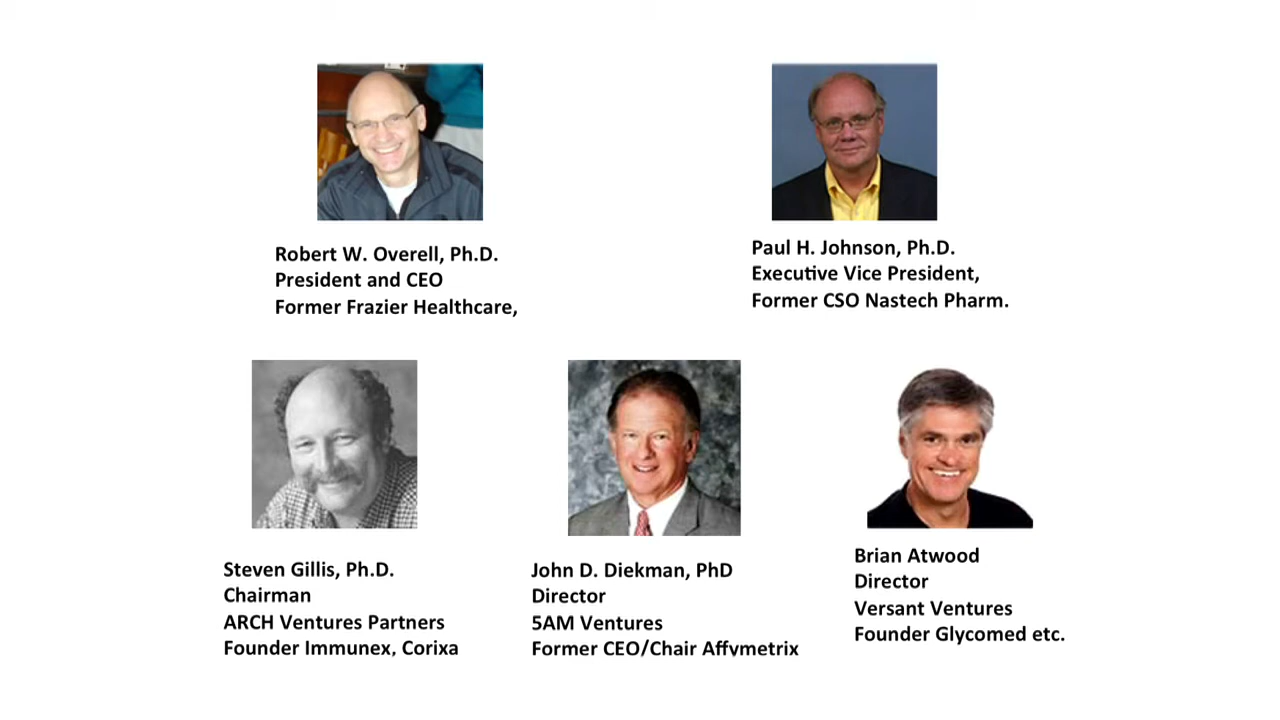 Robert W. Overell, Ph.D.
President and CEO
Former Frazier Healthcare,
Paul H. Johnson, Ph.D.
Executive Vice President,
Former CSO Nastech Pharm.
Steven Gillis, Ph.D.
Chairman
ARCH Ventures Partners
Founder Immunex, Corixa
John D. Diekman, PhD
Director
5AM Ventures
Former CEO/Chair Affymetrix
Brian Atwood
Director
Versant Ventures
Founder Glycomed etc.